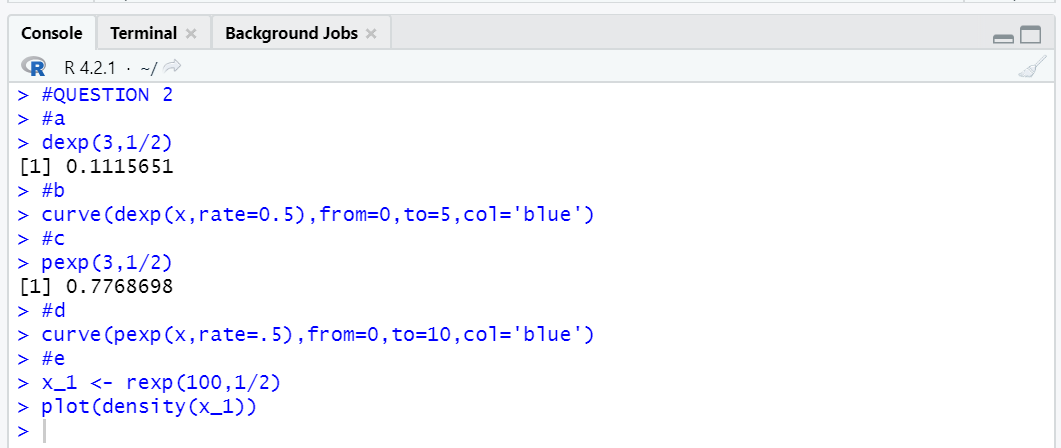 Console Terminal × Background Jobs ×
R R 4.2.1 · ~/
> #QUESTION 2
> #a
> dexp(3,1/2)
[1] 0.1115651
> #b
> curve(dexp(x,rate=0.5),from=0,to=5,col='blue')
> #c
> pexp(3,1/2)
[1] 0.7768698
> #d
> curve(pexp(x,rate=.5),from=0,to=10,col='blue')
> #e
> x_1 <- rexp(100,1/2)
> plot(density(x_1))
>